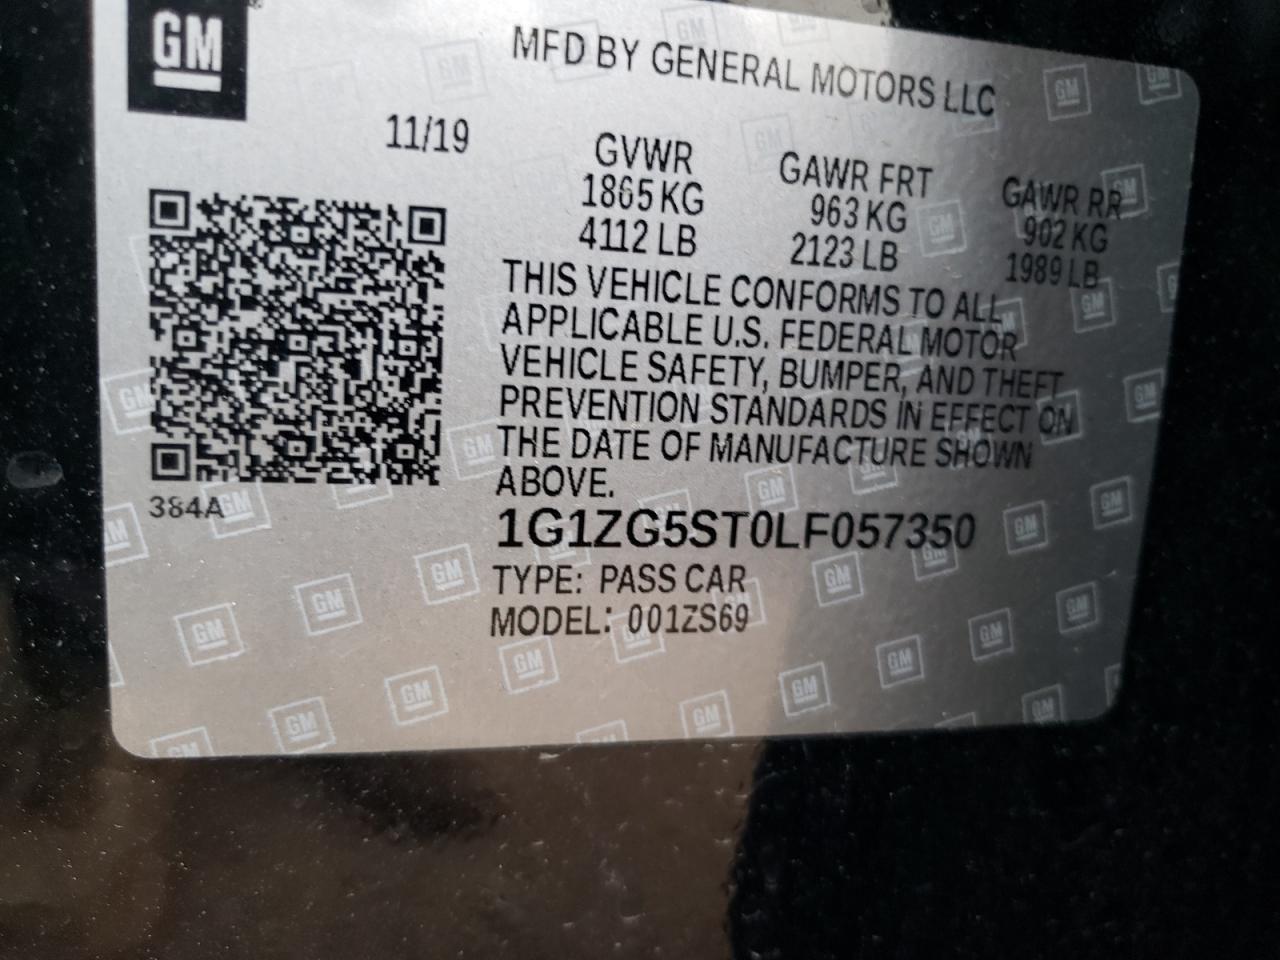 GM
MFD BY GENERAL MOTORS LLC
11/19
GVWR GAWR FRT GAWR RR
1865 KG 963 KG 902 KG
4112 LB 2123 LB 1989 LB
THIS VEHICLE CONFORMS TO ALL
APPLICABLE U.S. FEDERAL MOTOR
VEHICLE SAFETY, BUMPER, AND THEFT
PREVENTION STANDARDS IN EFFECT ON
THE DATE OF MANUFACTURE SHOWN
ABOVE.
384A
1G1ZG5ST0LF057350
TYPE: PASS CAR
MODEL: 001ZS69